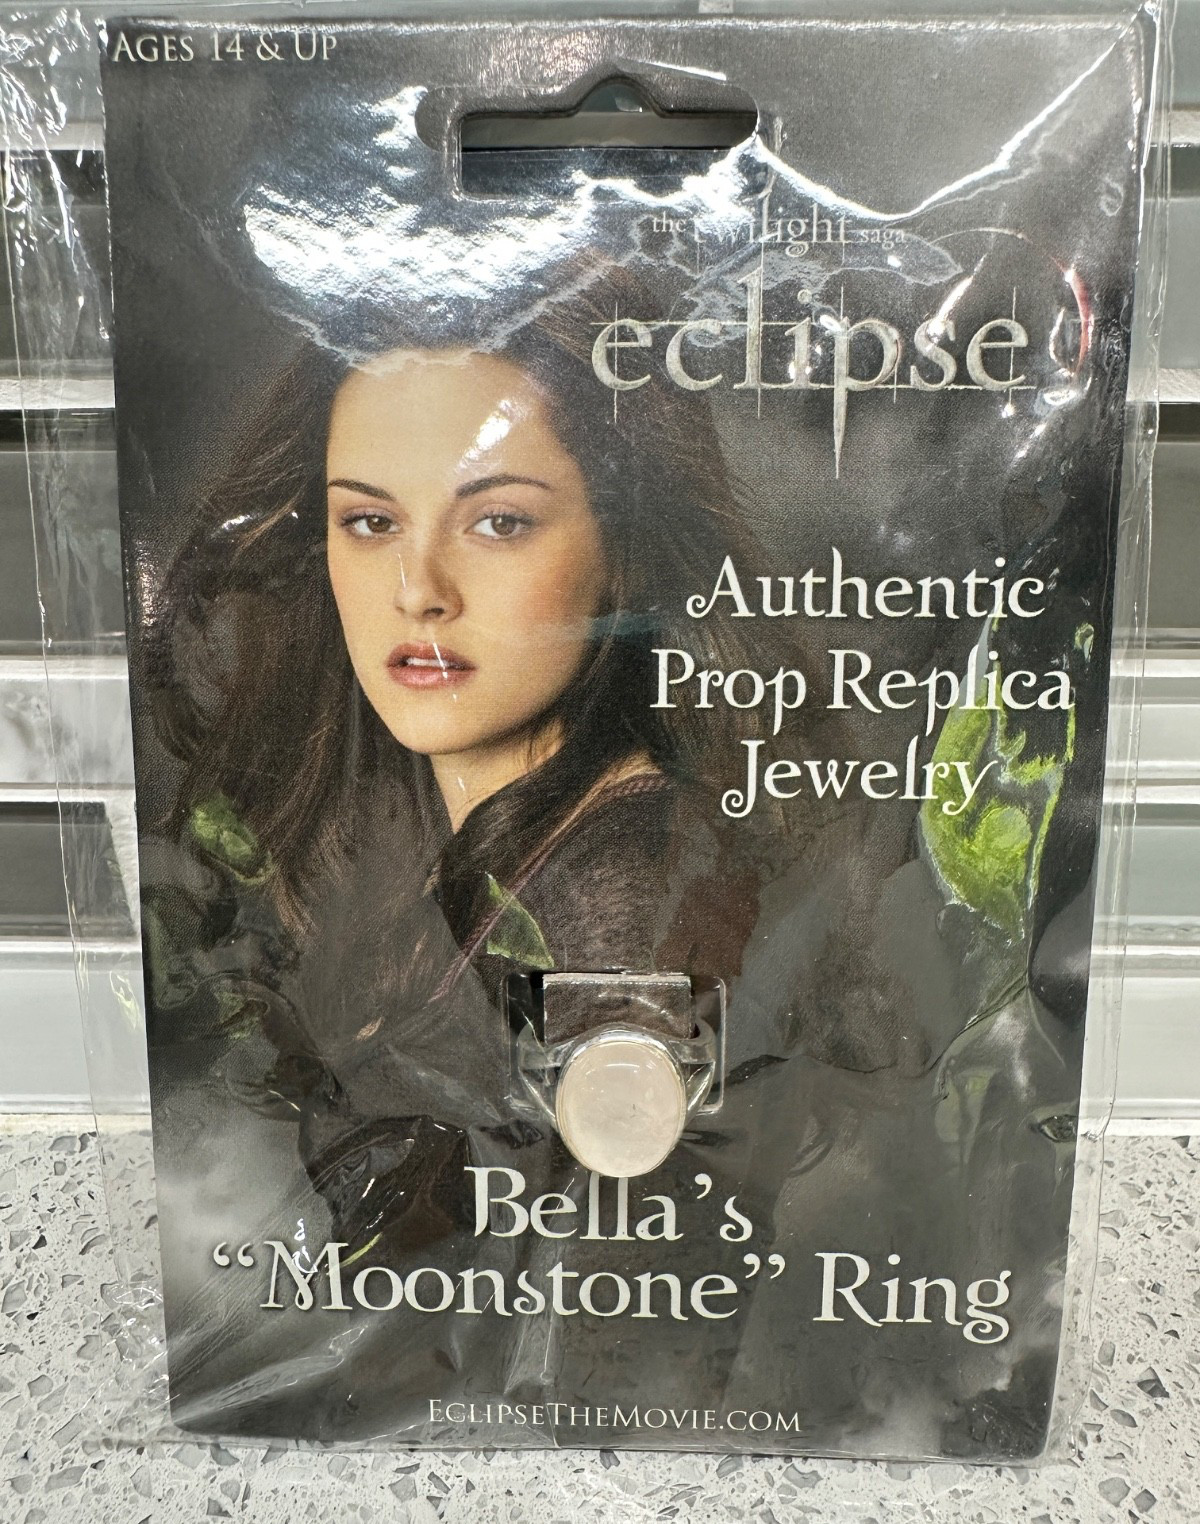 AGES 14 & UP
the twilight saga
eclipse
Authentic
Prop Replica
Jewelry
Bella's
"Moonstone" Ring
EclipseTheMovie.com